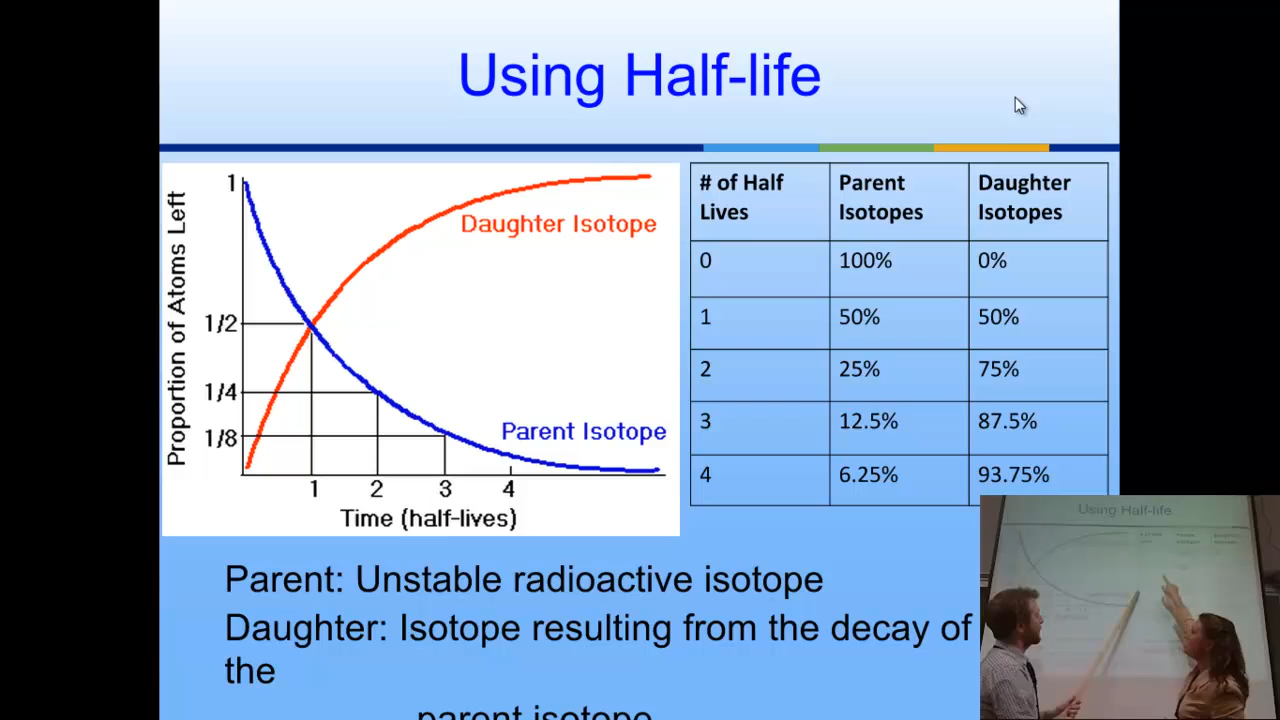 Using Half-life
1
Proportion of Atoms Left
Daughter Isotope
1/2
1/4
1/8
Parent Isotope
1 2 3 4
Time (half-lives)
# of Half Lives Parent Isotopes Daughter Isotopes
0 100% 0%
1 50% 50%
2 25% 75%
3 12.5% 87.5%
4 6.25% 93.75%
Parent: Unstable radioactive isotope
Daughter: Isotope resulting from the decay of
the
parent isotope
Using Half-life